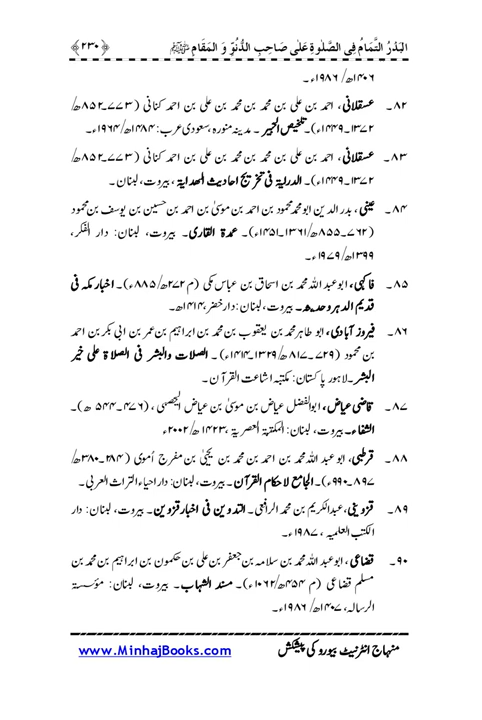 ﴿۲۳۰﴾ البَدْرُ التَّمَامُ فِی الصَّلٰوةِ عَلٰی صَاحِبِ الدُّنُوِّ وَ المَقَامِ ﷺ
۱۴۰۶ھ/ ۱۹۸۶ء۔
۸۲۔ عسقلانی، احمد بن علی بن محمد بن محمد بن علی بن احمد کنانی (۷۷۳۔۸۵۲ھ/
۱۳۷۲۔۱۴۴۹ء)۔ تلخیص الحبیر۔ مدینہ منورہ، سعودی عرب: ۱۳۸۴ھ/۱۹۶۴ء۔
۸۳۔ عسقلانی، احمد بن علی بن محمد بن محمد بن علی بن احمد کنانی (۷۷۳۔۸۵۲ھ/
۱۳۷۲۔۱۴۴۹ء)۔ الدرایۃ فی تخریج احادیث الھدایۃ، بیروت، لبنان۔
۸۴۔ عینی، بدر الدین ابو محمد محمود بن احمد بن موسیٰ بن احمد بن حسین بن یوسف بن محمود
(۷۶۲۔۸۵۵ھ/۱۳۶۱۔۱۴۵۱ء)۔ عمدۃ القاری۔ بیروت، لبنان: دار الفکر،
۱۳۹۹ھ/۱۹۷۹ء۔
۸۵۔ فاکہی، ابو عبد اللہ محمد بن اسحاق بن عباس مکی (م ۲۷۲ھ/۸۸۵ء)۔ اخبار مکہ فی
قدیم الدہر وحدیثہ۔ بیروت، لبنان: دار خضر، ۱۴۱۴ھ۔
۸۶۔ فیروز آبادی، ابو طاہر محمد بن یعقوب بن محمد بن ابراہیم بن عمر بن ابی بکر بن احمد
بن محمود (۷۲۹۔۸۱۷ھ/۱۳۲۹۔۱۴۱۴ء)۔ الصلات والبشر فی الصلاۃ علی خیر
البشر۔ لاہور پاکستان: مکتبہ اشاعت القرآن۔
۸۷۔ قاضی عیاض، ابو الفضل عیاض بن موسیٰ بن عیاض الیحصبی، (۴۷۶۔۵۴۴ ھ)۔
الشفاء۔ بیروت، لبنان: المکتبۃ العصریۃ، ۱۴۲۳ھ/۲۰۰۲ء
۸۸۔ قرطبی، ابو عبد اللہ محمد بن احمد بن محمد بن یحییٰ بن مفرج اُموی (۲۸۴۔۳۸۰ھ/
۸۹۷۔۹۹۰ء)۔ الجامع لاحکام القرآن۔ بیروت، لبنان: دار احیاء التراث العربی۔
۸۹۔ قزوینی، عبدالکریم بن محمد الرافعی۔ التدوین فی اخبار قزوین۔ بیروت، لبنان: دار
الکتب العلمیہ، ۱۹۸۷ء۔
۹۰۔ قضاعی، ابو عبد اللہ محمد بن سلامہ بن جعفر بن علی بن حکمون بن ابراہیم بن محمد بن
مسلم قضاعی (م ۴۵۴ھ/۱۰۶۲ء)۔ مسند الشہاب۔ بیروت، لبنان: مؤسسۃ
الرسالہ، ۱۴۰۷ھ/ ۱۹۸۶ء۔
منہاج انٹرنیٹ بیورو کی پیشکش www.MinhajBooks.com